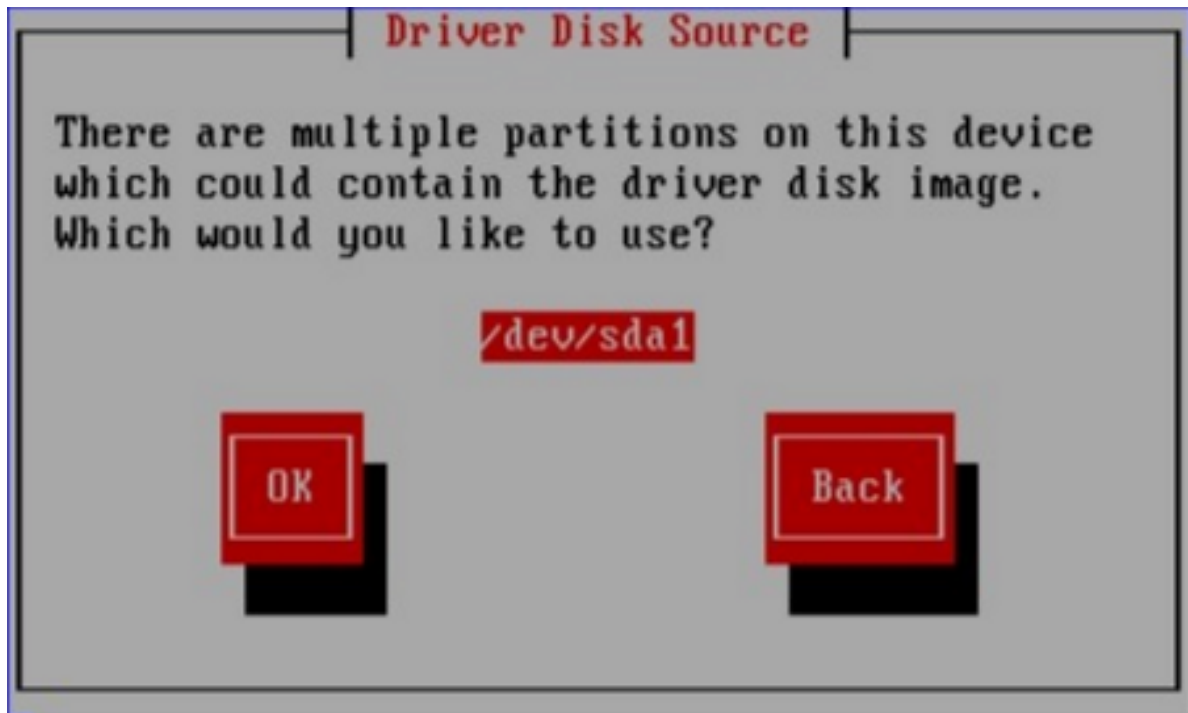 Driver Disk Source
There are multiple partitions on this device
which could contain the driver disk image.
Which would you like to use?
/dev/sda1
OK
Back